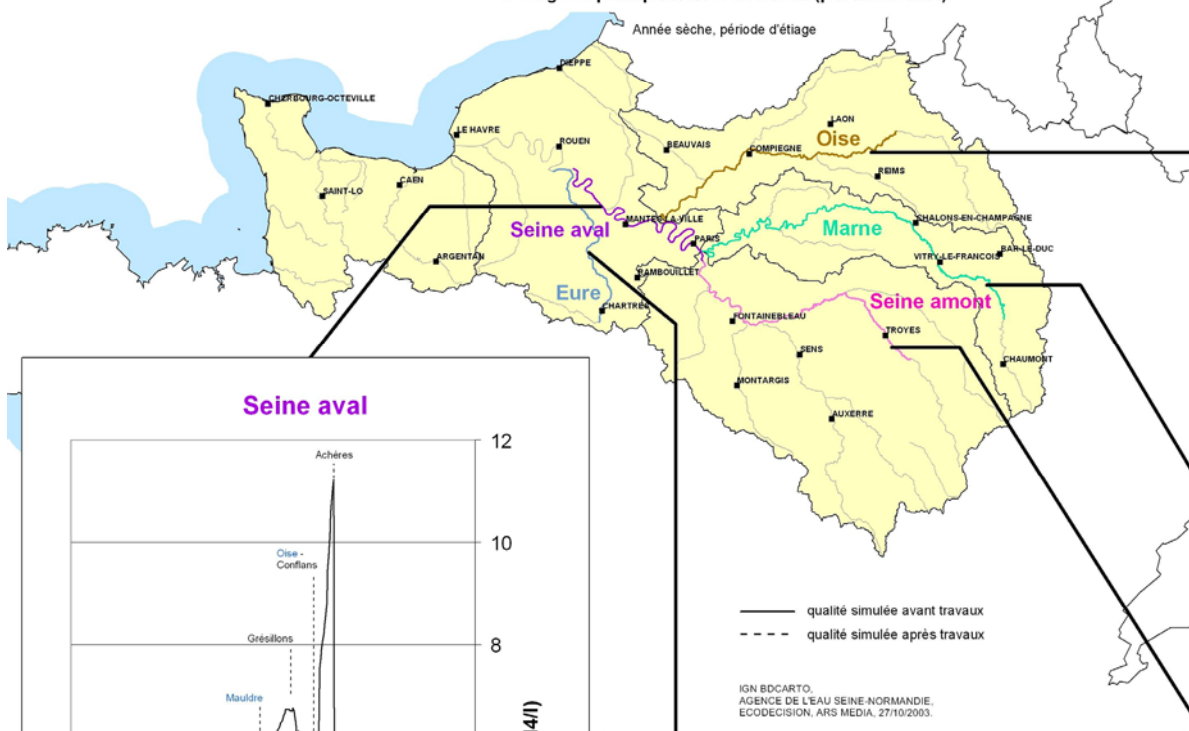 Année sèche, période d'étiage
DIEPPE
CHERBOURG-OCTEVILLE
LAON
LE HAVRE
ROUEN
Oise
BEAUVAIS
COMPIEGNE
REIMS
CAEN
SAINT-LO
MANTES-LA-VILLE
CHALONS-EN-CHAMPAGNE
Seine aval
Marne
PARIS
BAR-LE-DUC
ARGENTAN
VITRY-LE-FRANCOIS
RAMBOUILLET
Eure
Seine amont
CHARTRES
FONTAINEBLEAU
TROYES
SENS
CHAUMONT
MONTARGIS
AUXERRE
Seine aval
12
Achères
10
Oise -
Conflans
qualité simulée avant travaux
qualité simulée après travaux
Grésillons
8
Mauldre
IGN BDCARTO,
AGENCE DE L'EAU SEINE-NORMANDIE,
ECODECISION, ARS MEDIA, 27/10/2003.